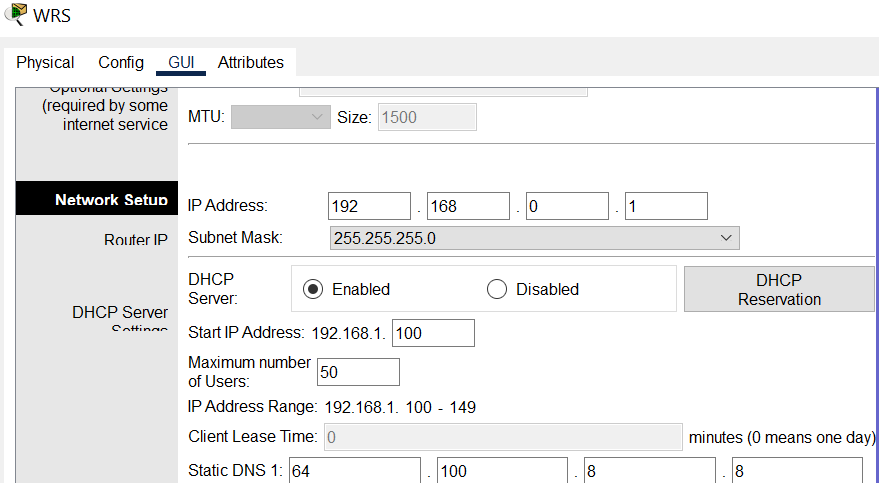 WRS
Physical Config GUI Attributes
Optional Settings
(required by some
internet service
MTU: Size: 1500
Network Setup
IP Address: 192 . 168 . 0 . 1
Router IP
Subnet Mask: 255.255.255.0
DHCP
Server:
Enabled Disabled
DHCP
Reservation
DHCP Server
Settings
Start IP Address: 192.168.1. 100
Maximum number
of Users:
50
IP Address Range: 192.168.1. 100 - 149
Client Lease Time: 0 minutes (0 means one day)
Static DNS 1: 64 . 100 . 8 . 8